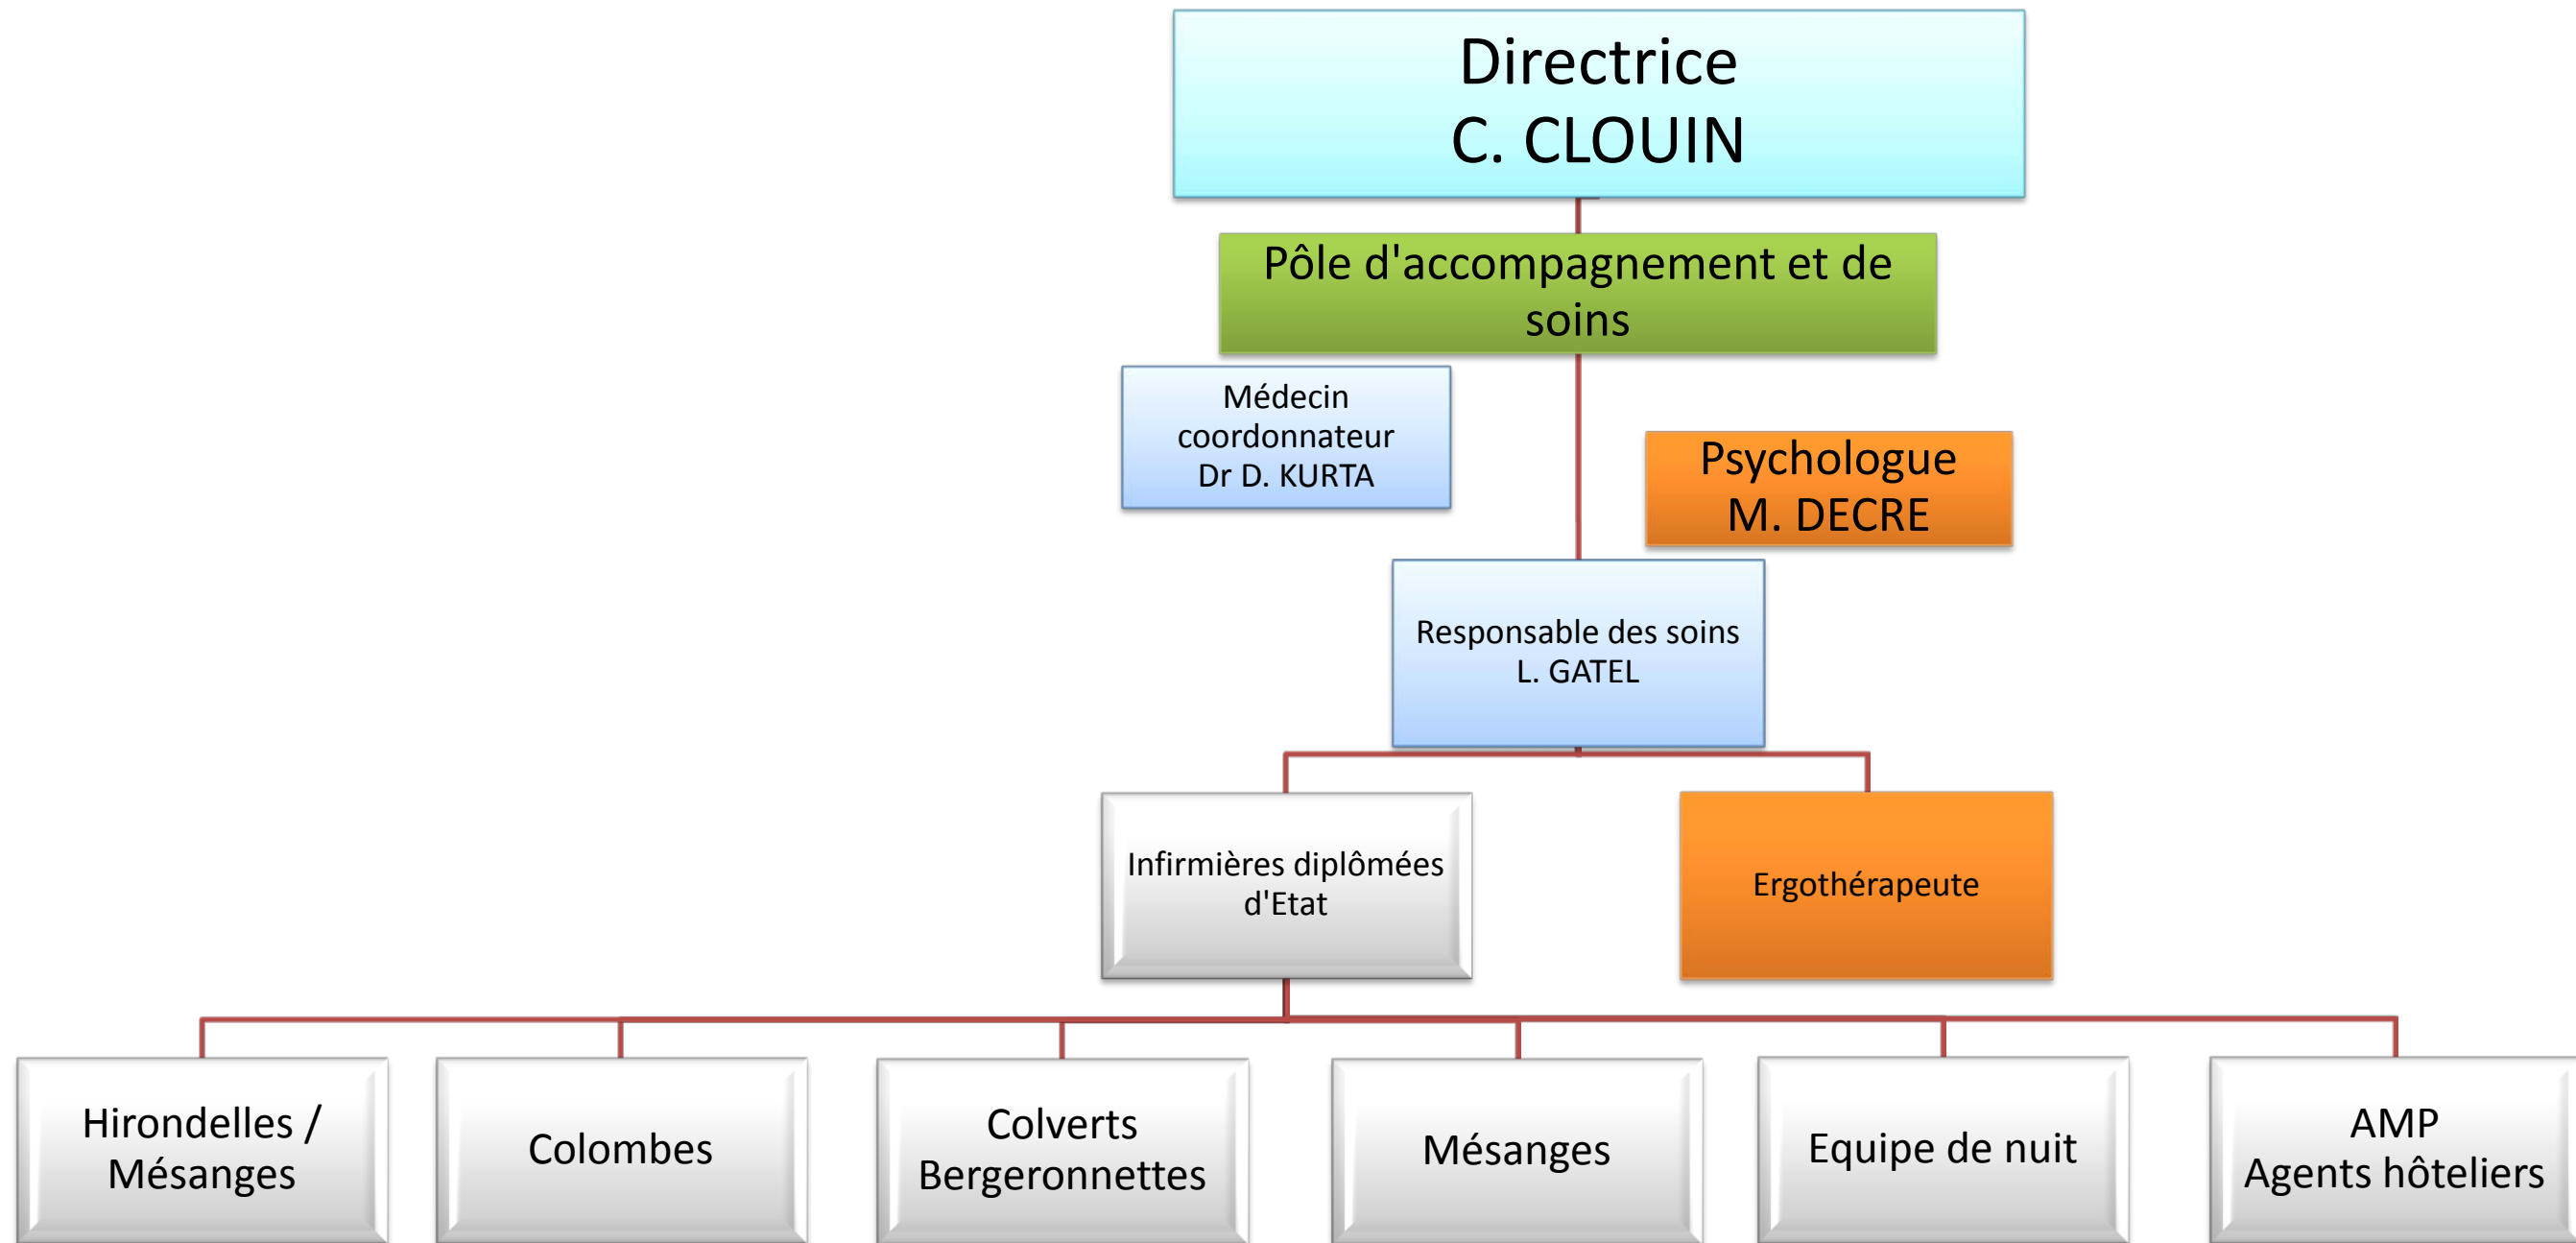 Directrice
C. CLOUIN
Pôle d'accompagnement et de
soins
Médecin
coordonnateur
Dr D. KURTA
Psychologue
M. DECRE
Responsable des soins
L. GATEL
Infirmières diplômées
d'Etat
Ergothérapeute
Hirondelles /
Mésanges
Colombes
Colverts
Bergeronnettes
Mésanges
Equipe de nuit
AMP
Agents hôteliers